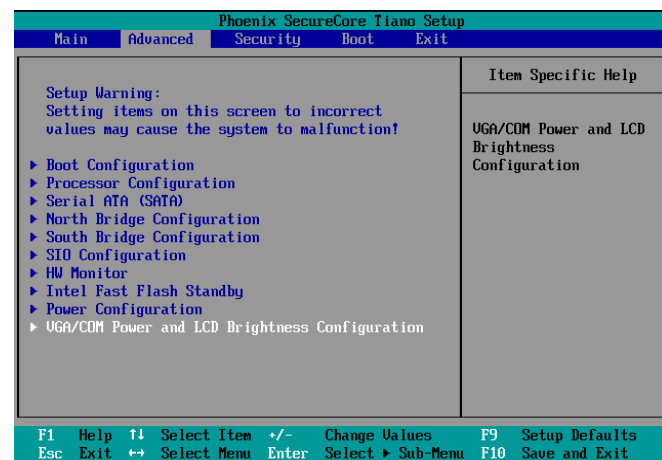 Phoenix SecureCore Tiano Setup
Main Advanced Security Boot Exit
Item Specific Help
Setup Warning:
Setting items on this screen to incorrect
values may cause the system to malfunction!
VGA/COM Power and LCD
Brightness
Configuration
▶ Boot Configuration
▶ Processor Configuration
▶ Serial ATA (SATA)
▶ North Bridge Configuration
▶ South Bridge Configuration
▶ SIO Configuration
▶ HW Monitor
▶ Intel Fast Flash Standby
▶ Power Configuration
▶ VGA/COM Power and LCD Brightness Configuration
F1 Help ↑↓ Select Item +/- Change Values F9 Setup Defaults
Esc Exit ↔ Select Menu Enter Select ▶ Sub-Menu F10 Save and Exit